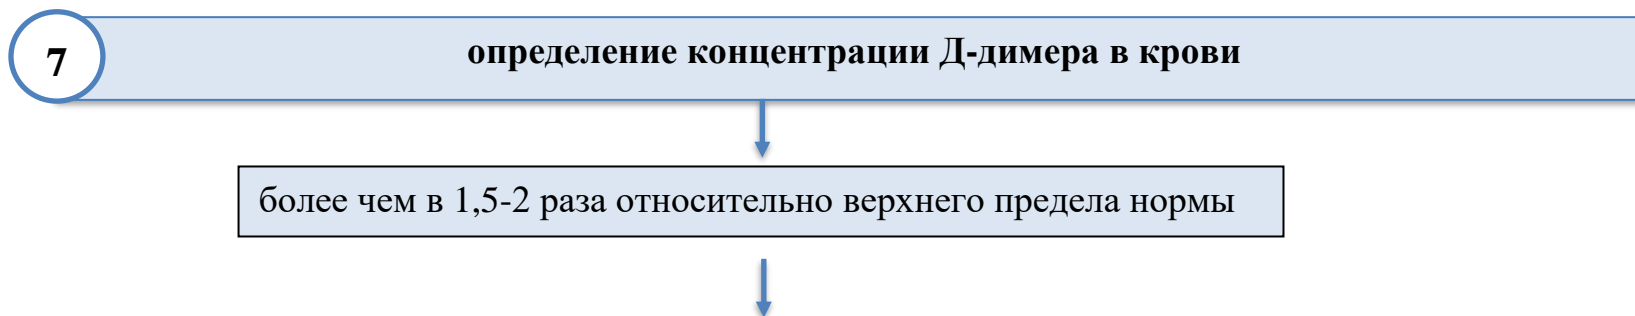 7
определение концентрации Д-димера в крови
более чем в 1,5-2 раза относительно верхнего предела нормы